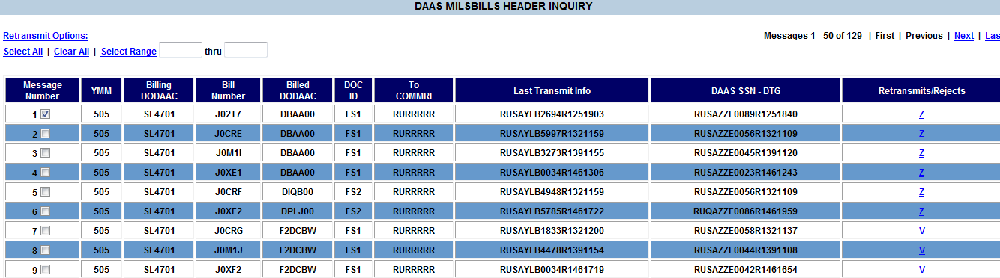 DAAS MILSBILLS HEADER INQUIRY
Retransmit Options:
Messages 1 - 50 of 129 | First | Previous | Next | Las
Select All | Clear All | Select Range thru
Message Number YMM Billing DODAAC Bill Number Billed DODAAC DOC ID To COMMRI Last Transmit Info DAAS SSN - DTG Retransmits/Rejects
1 505 SL4701 J02T7 DBAA00 FS1 RURRRRR RUSAYLB2694R1251903 RUSAZZE0089R1251840 Z
2 505 SL4701 J0CRE DBAA00 FS1 RURRRRR RUSAYLB5997R1321159 RUSAZZE0056R1321109 Z
3 505 SL4701 J0M1I DBAA00 FS1 RURRRRR RUSAYLB3273R1391155 RUSAZZE0045R1391120 Z
4 505 SL4701 J0XE1 DBAA00 FS1 RURRRRR RUSAYLB0034R1461306 RUSAZZE0023R1461243 Z
5 505 SL4701 J0CRF DIQB00 FS2 RURRRRR RUSAYLB4948R1321159 RUSAZZE0056R1321109 Z
6 505 SL4701 J0XE2 DPLJ00 FS2 RURRRRR RUSAYLB5785R1461722 RUQAZZE0086R1461959 Z
7 505 SL4701 J0CRG F2DCBW FS1 RURRRRR RUSAYLB1833R1321200 RUSAZZE0058R1321137 V
8 505 SL4701 J0M1J F2DCBW FS1 RURRRRR RUSAYLB4478R1391154 RUSAZZE0044R1391108 V
9 505 SL4701 J0XF2 F2DCBW FS1 RURRRRR RUSAYLB0034R1461719 RUSAZZE0042R1461654 V